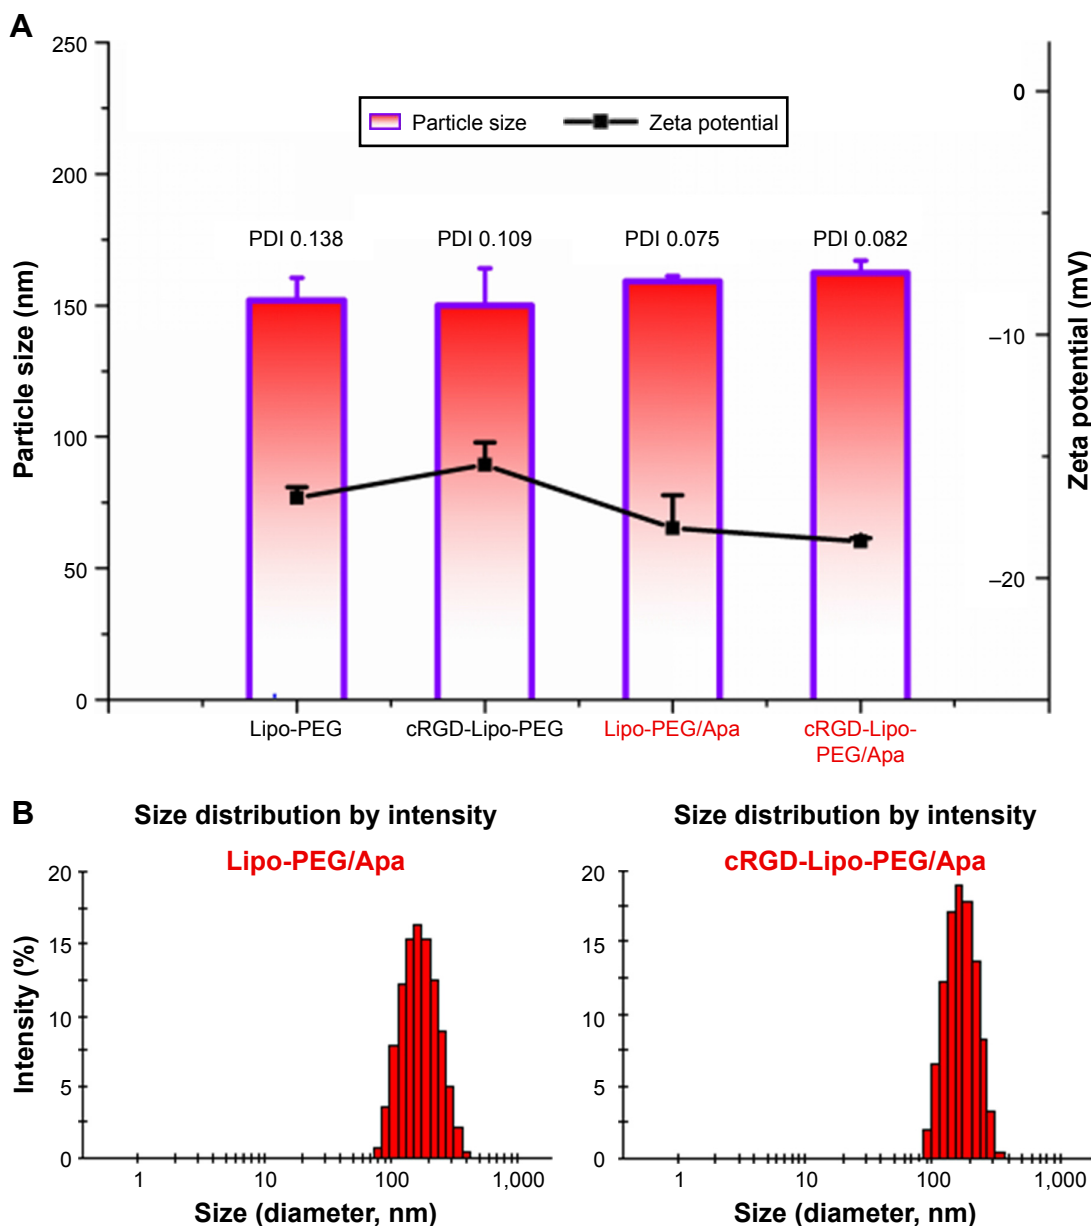 A
250
200
150
100
50
0
Particle size (nm)
Particle size
Zeta potential
PDI 0.138
PDI 0.109
PDI 0.075
PDI 0.082
0
–10
–20
Zeta potential (mV)
Lipo-PEG
cRGD-Lipo-PEG
Lipo-PEG/Apa
cRGD-Lipo-
PEG/Apa
B
Size distribution by intensity
Lipo-PEG/Apa
20
15
10
5
0
Intensity (%)
1
10
100
1,000
Size (diameter, nm)
Size distribution by intensity
cRGD-Lipo-PEG/Apa
20
15
10
5
0
1
10
100
1,000
Size (diameter, nm)